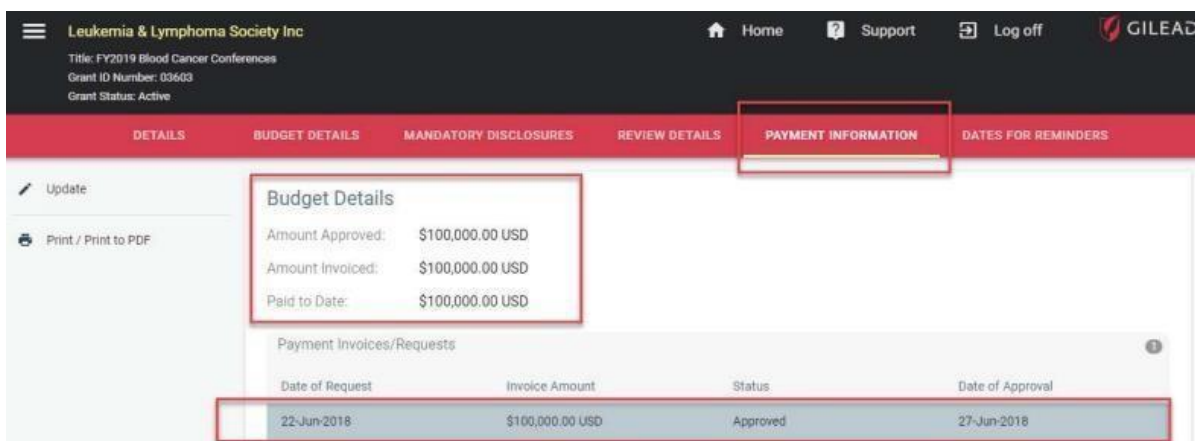 Leukemia & Lymphoma Society Inc
Home
Support
Log off
GILEAD
Title: FY2019 Blood Cancer Conferences
Grant ID Number: 03603
Grant Status: Active
DETAILS
BUDGET DETAILS
MANDATORY DISCLOSURES
REVIEW DETAILS
PAYMENT INFORMATION
DATES FOR REMINDERS
Update
Print / Print to PDF
Budget Details
Amount Approved: $100,000.00 USD
Amount Invoiced: $100,000.00 USD
Paid to Date: $100,000.00 USD
Payment Invoices/Requests
1
Date of Request Invoice Amount Status Date of Approval
22-Jun-2018 $100,000.00 USD Approved 27-Jun-2018